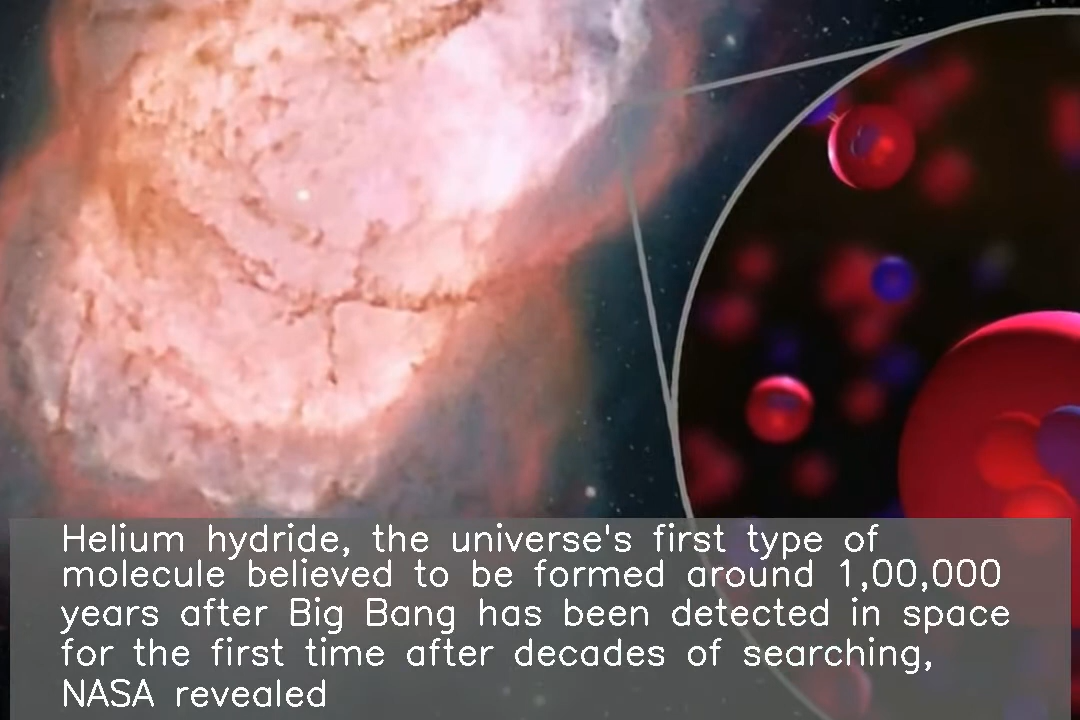 Helium hydride, the universe's first type of
molecule believed to be formed around 1,00,000
years after Big Bang has been detected in space
for the first time after decades of searching,
NASA revealed